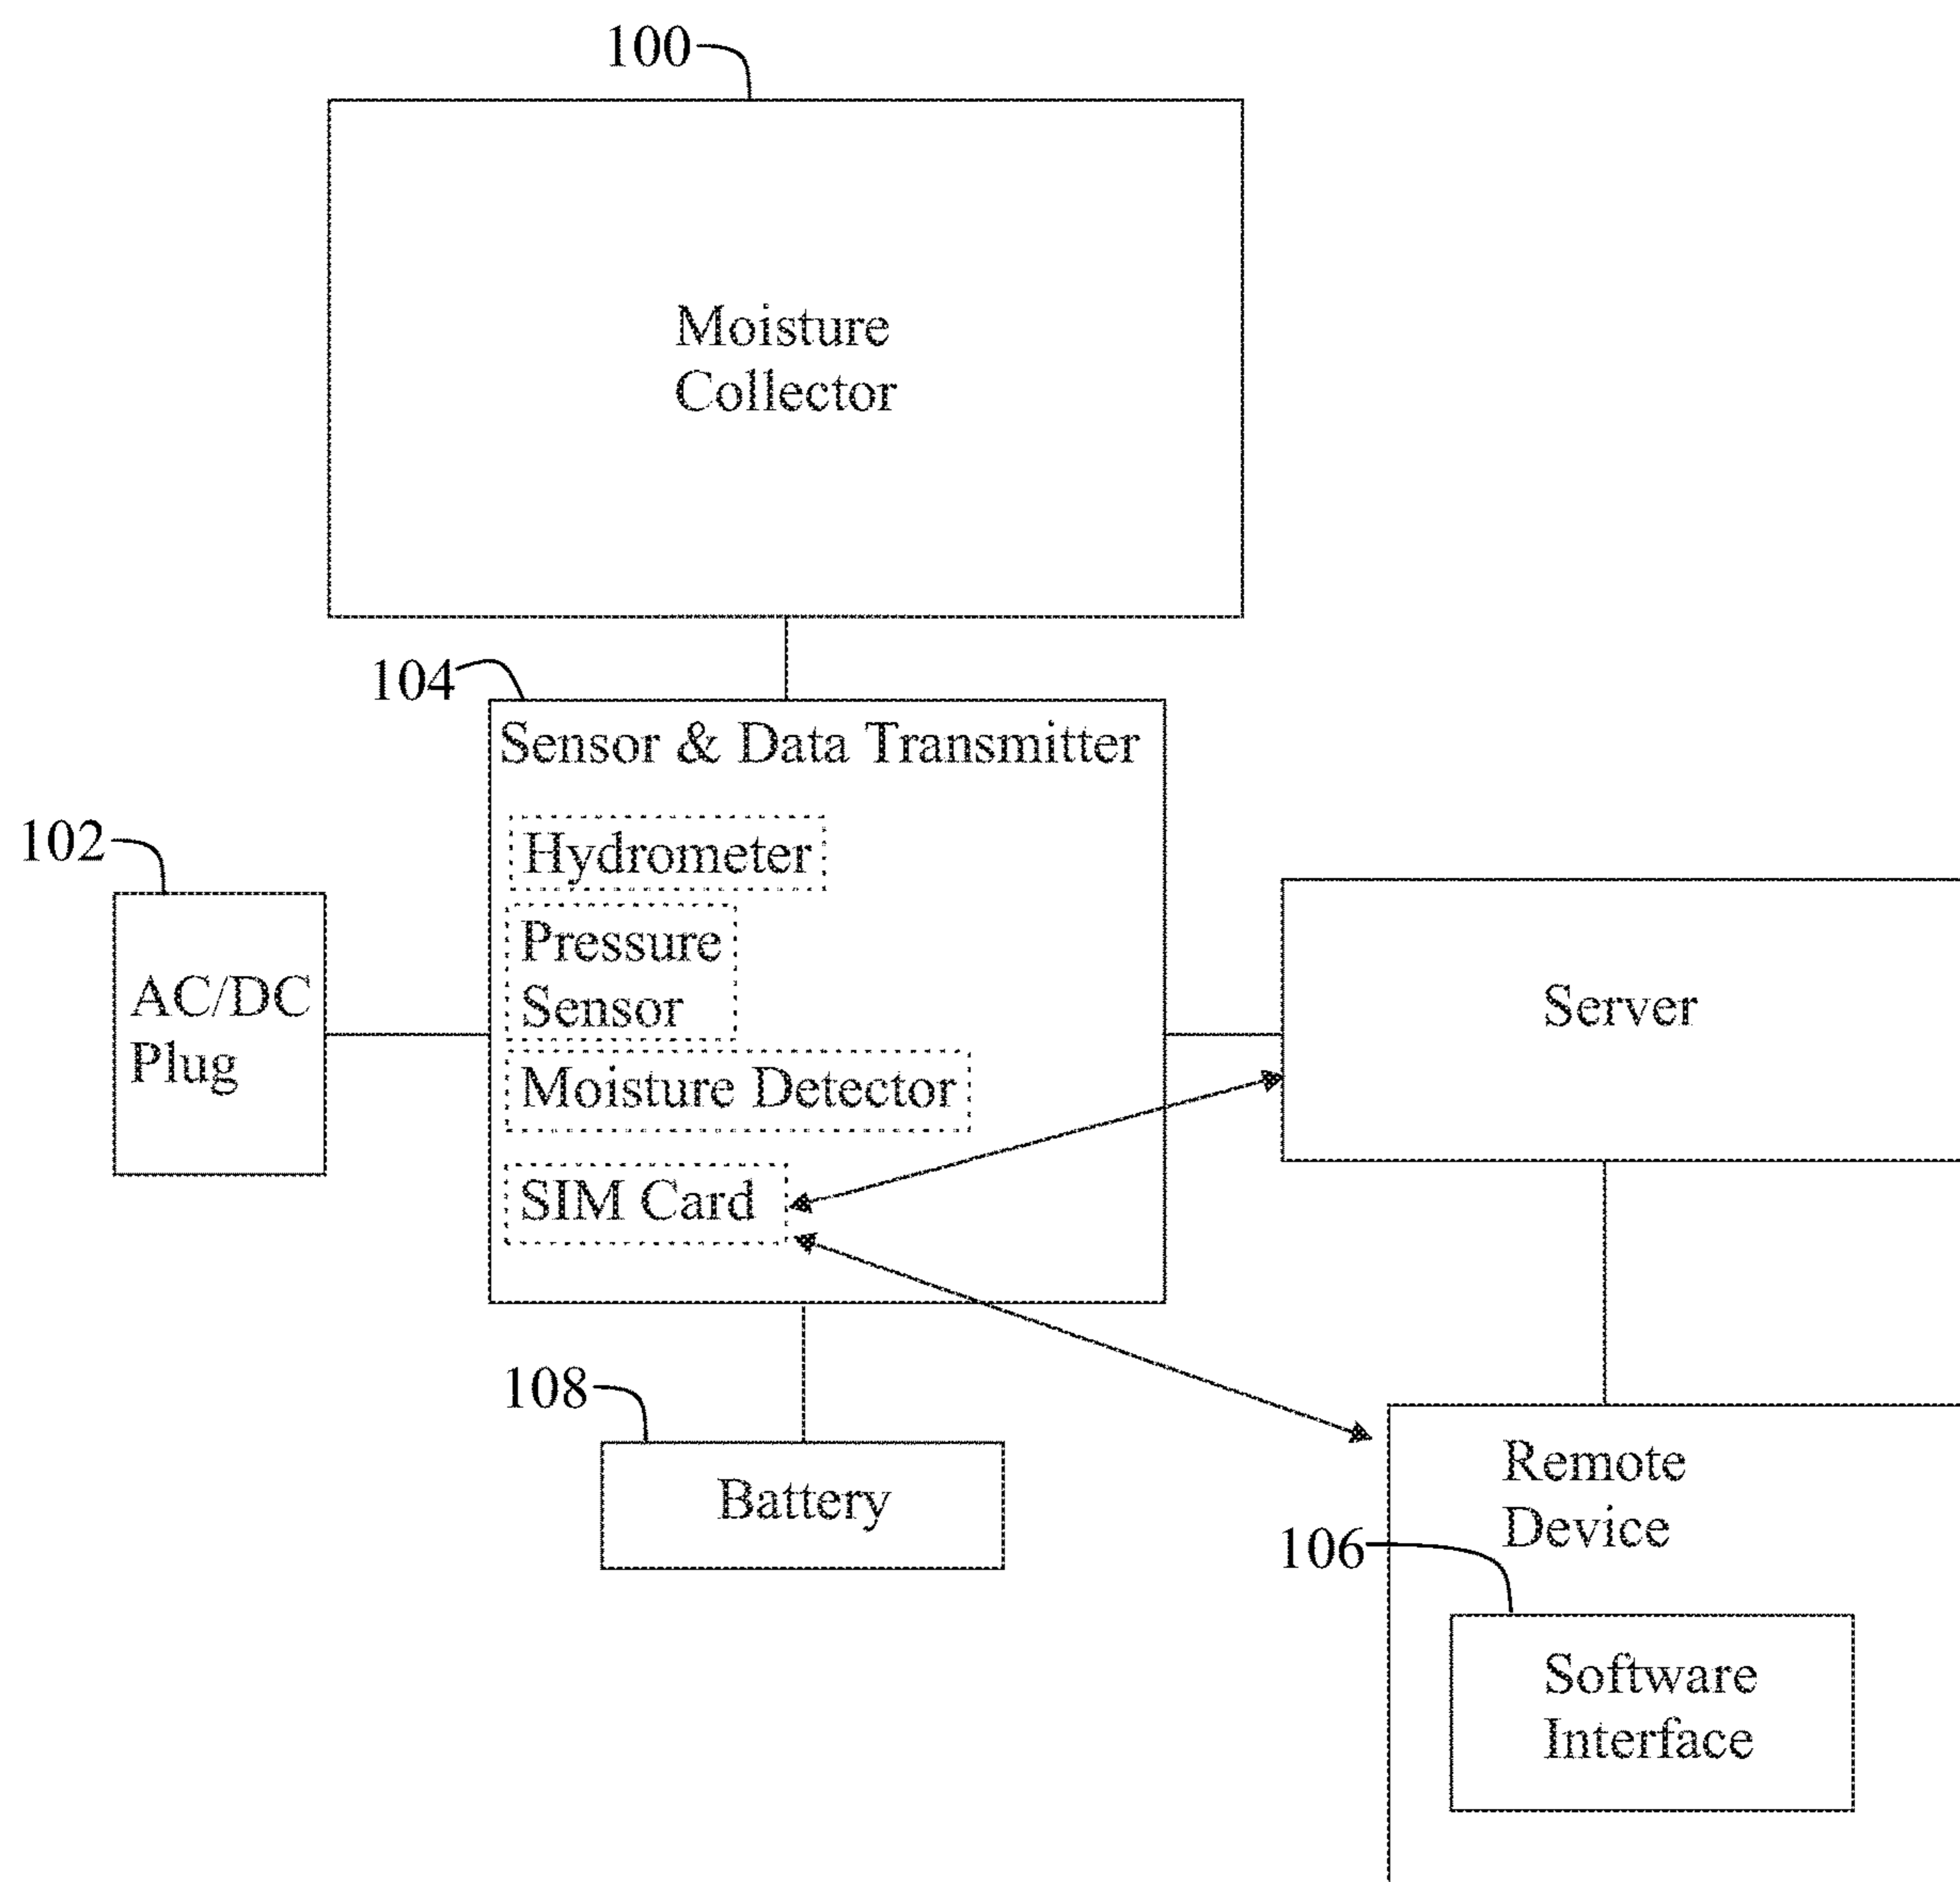 100
Moisture
Collector
104
Sensor & Data Transmitter
102
Hydrometer
Pressure
Sensor
AC/DC
Plug
Server
Moisture Detector
SIM Card
108
Battery
Remote
Device
106
Software
Interface